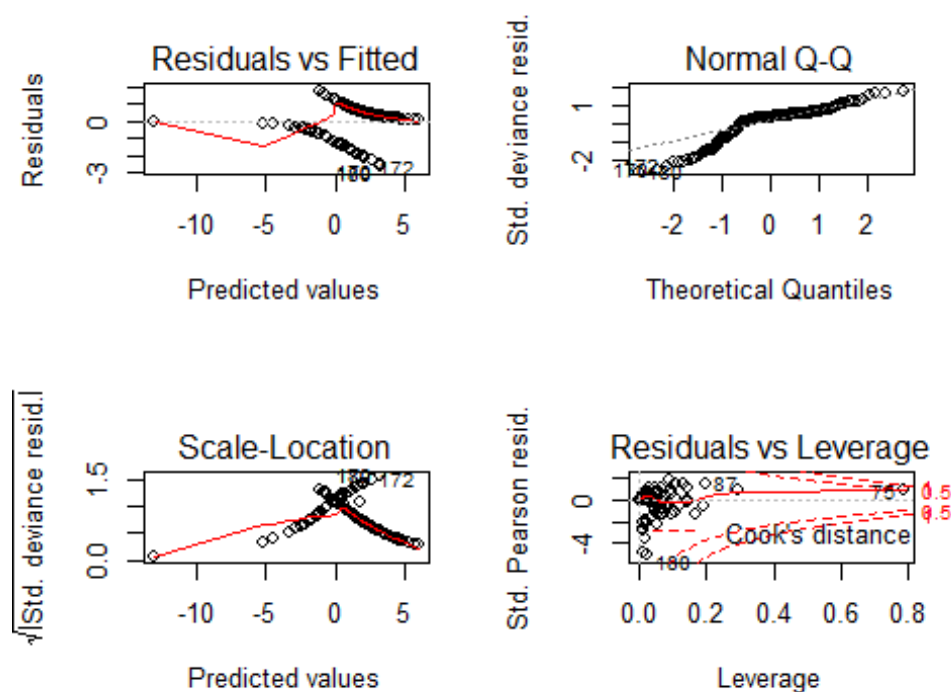 Residuals vs Fitted
Residuals
0
-3
172
-10 -5 0 5
Predicted values
Normal Q-Q
Std. deviance resid.
1
-2
-2 -1 0 1 2
Theoretical Quantiles
Scale-Location
√|Std. deviance resid.|
1.5
0.0
180
172
-10 -5 0 5
Predicted values
Residuals vs Leverage
Std. Pearson resid.
0
-4
87
75
1
0.5
0.5
Cook's distance
180
0.0 0.2 0.4 0.6 0.8
Leverage